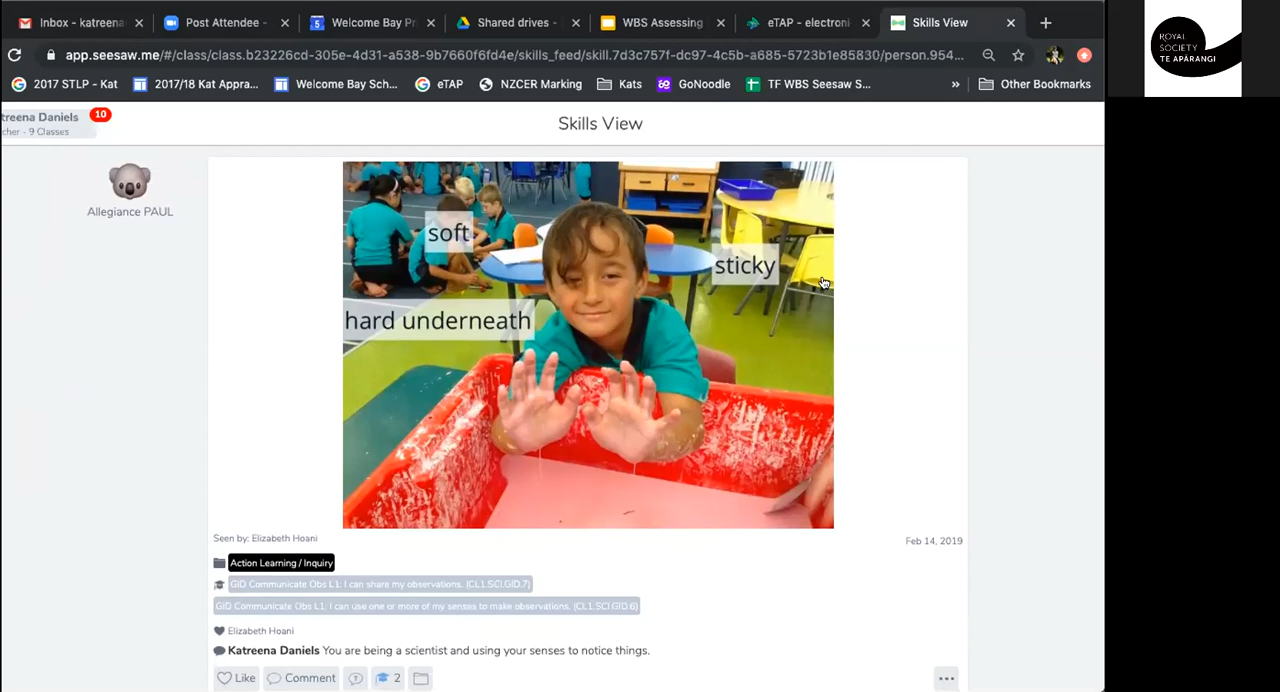 Inbox - katreena
Post Attendee -
5 Welcome Bay Pr
Shared drives -
WBS Assessing
eTAP - electroni
Skills View
app.seesaw.me/#/class/class.b23226cd-305e-4d31-a538-9b7660f6fd4e/skills_feed/skill.7d3c757f-dc97-4c5b-a685-5723b1e85830/person.954...
2017 STLP - Kat
2017/18 Kat Appra...
Welcome Bay Sch...
eTAP
NZCER Marking
Kats
GoNoodle
TF WBS Seesaw S...
»
Other Bookmarks
ROYAL
SOCIETY
TE APĀRANGI
treena Daniels 10
cher - 9 Classes
Skills View
Allegiance PAUL
soft
sticky
hard underneath
Seen by: Elizabeth Hoani
Feb 14, 2019
Action Learning / Inquiry
GID Communicate Obs L1: I can share my observations. (CL1.SCI.GID.7)
GID Communicate Obs L1: I can use one or more of my senses to make observations. (CL1.SCI.GID.6)
Elizabeth Hoani
Katreena Daniels You are being a scientist and using your senses to notice things.
Like
Comment
2